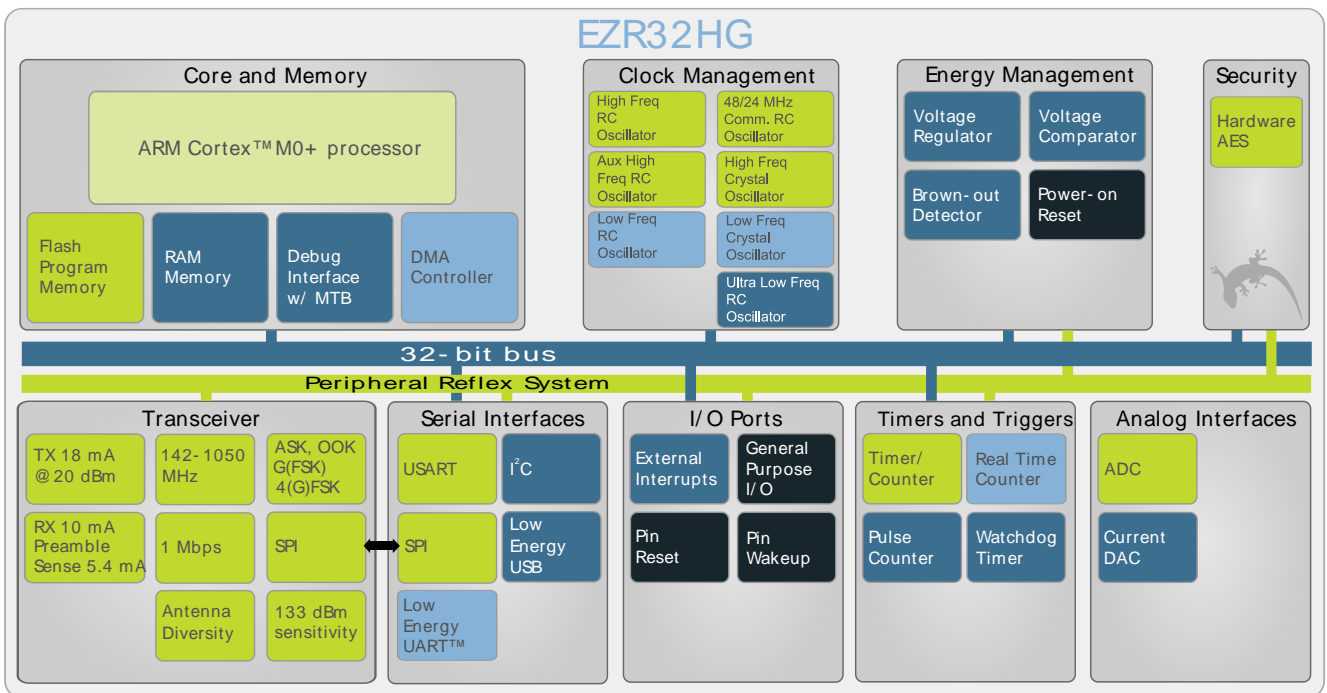 EZR32HG
Core and Memory
ARM Cortex™ M0+ processor
Flash
Program
Memory
RAM
Memory
Debug
Interface
w/ MTB
DMA
Controller
Clock Management
High Freq
RC
Oscillator
48/24 MHz
Comm. RC
Oscillator
Aux High
Freq RC
Oscillator
High Freq
Crystal
Oscillator
Low Freq
RC
Oscillator
Low Freq
Crystal
Oscillator
Ultra Low Freq
RC
Oscillator
Energy Management
Voltage
Regulator
Voltage
Comparator
Brown-out
Detector
Power-on
Reset
Security
Hardware
AES
32-bit bus
Peripheral Reflex System
Transceiver
TX 18 mA
@ 20 dBm
142-1050
MHz
ASK, OOK
G(FSK)
4(G)FSK
RX 10 mA
Preamble
Sense 5.4 mA
1 Mbps
SPI
Antenna
Diversity
133 dBm
sensitivity
Serial Interfaces
USART
I²C
SPI
Low
Energy
USB
Low
Energy
UART™
I/O Ports
External
Interrupts
General
Purpose
I/O
Pin
Reset
Pin
Wakeup
Timers and Triggers
Timer/
Counter
Real Time
Counter
Pulse
Counter
Watchdog
Timer
Analog Interfaces
ADC
Current
DAC